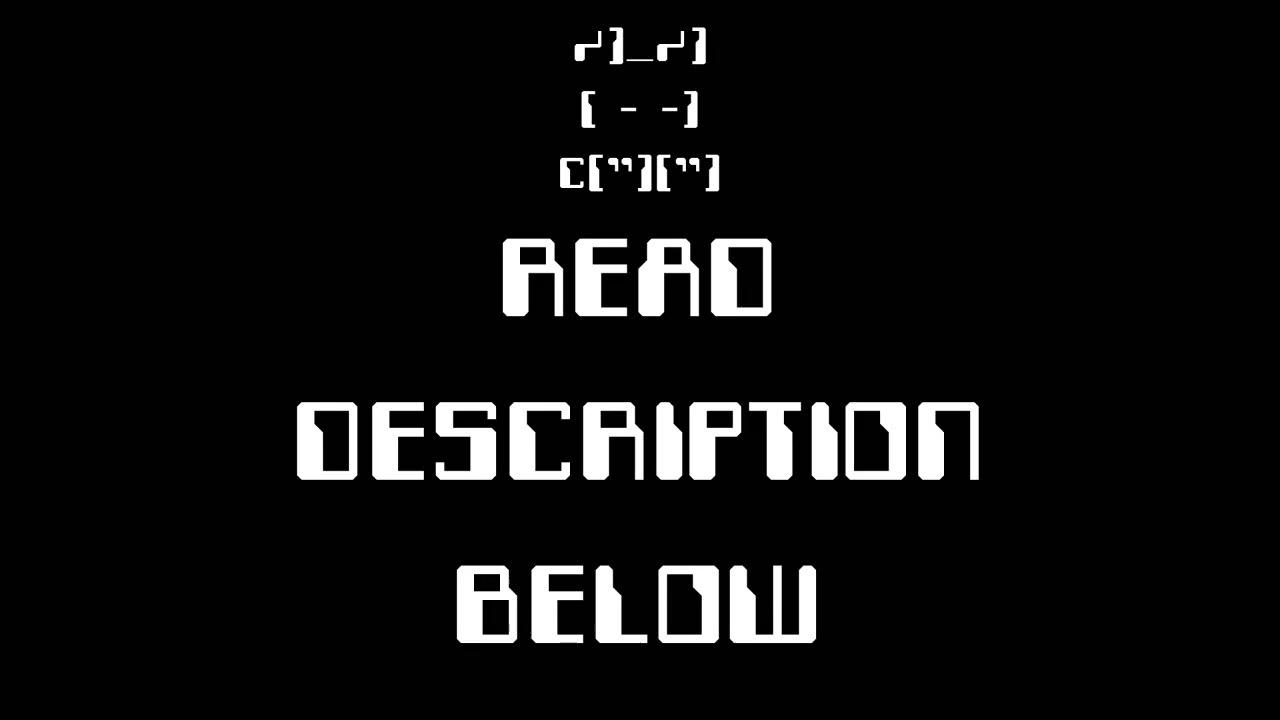 /)_/)
( - -)
C(")(")
READ
DESCRIPTION
BELOW